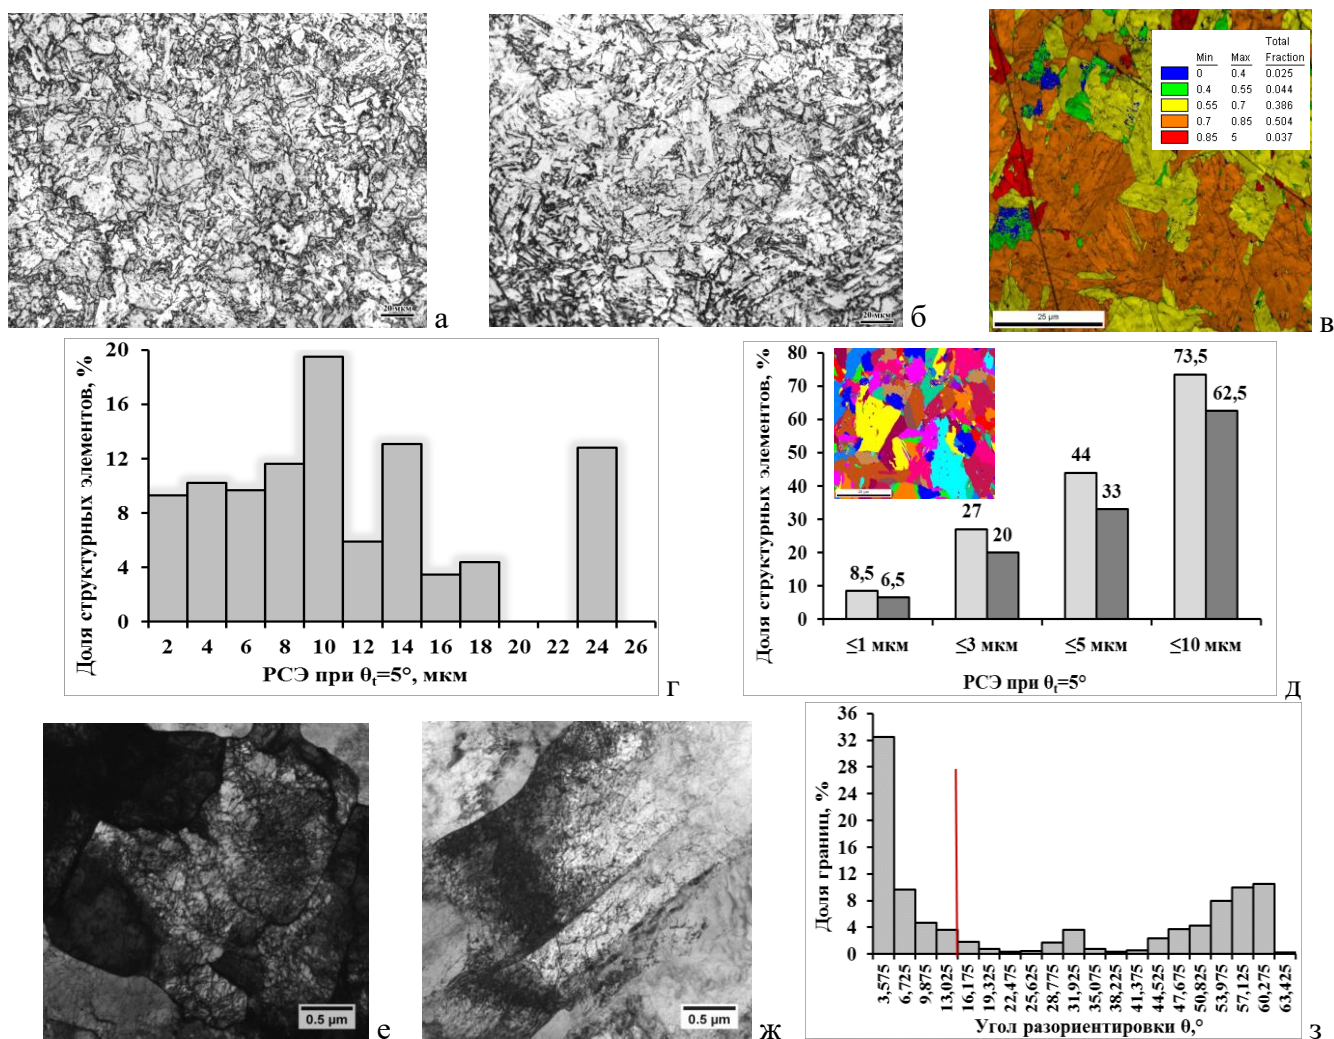 20 мкм
а
20 мкм
б
Total
Min Max Fraction
0 0.4 0.025
0.4 0.55 0.044
0.55 0.7 0.386
0.7 0.85 0.504
0.85 5 0.037
25 µm
в
Доля структурных элементов, %
20
16
12
8
4
0
2 4 6 8 10 12 14 16 18 20 22 24 26
РСЭ при θt=5°, мкм
г
Доля структурных элементов, %
80
70
60
50
40
30
20
10
0
8,5
6,5
27
20
44
33
73,5
62,5
≤1 мкм ≤3 мкм ≤5 мкм ≤10 мкм
РСЭ при θt=5°
д
0.5 µm
е
0.5 µm
ж
Доля границ, %
36
32
28
24
20
16
12
8
4
0
3,575
6,725
9,875
13,025
16,175
19,325
22,475
25,625
28,775
31,925
35,075
38,225
41,375
44,525
47,675
50,825
53,975
57,125
60,275
63,425
Угол разориентировки θ,°
з